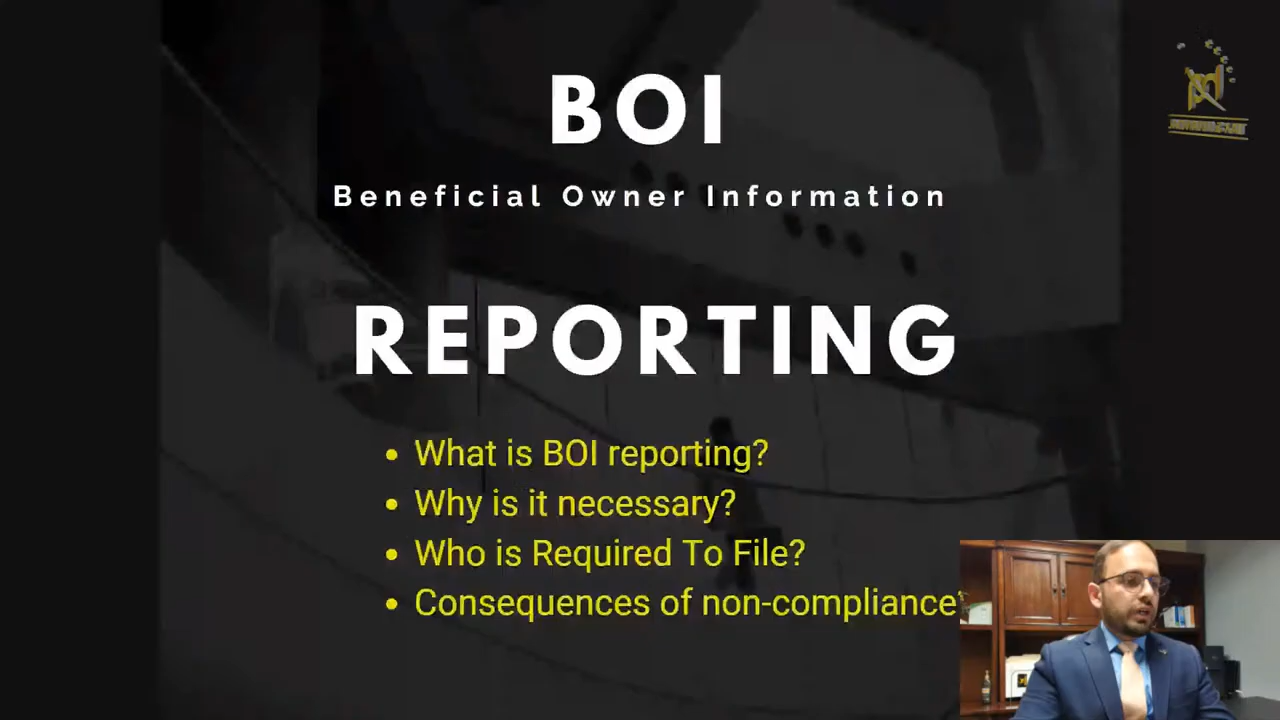 BOI
Beneficial Owner Information
REPORTING
• What is BOI reporting?
• Why is it necessary?
• Who is Required To File?
• Consequences of non-compliance